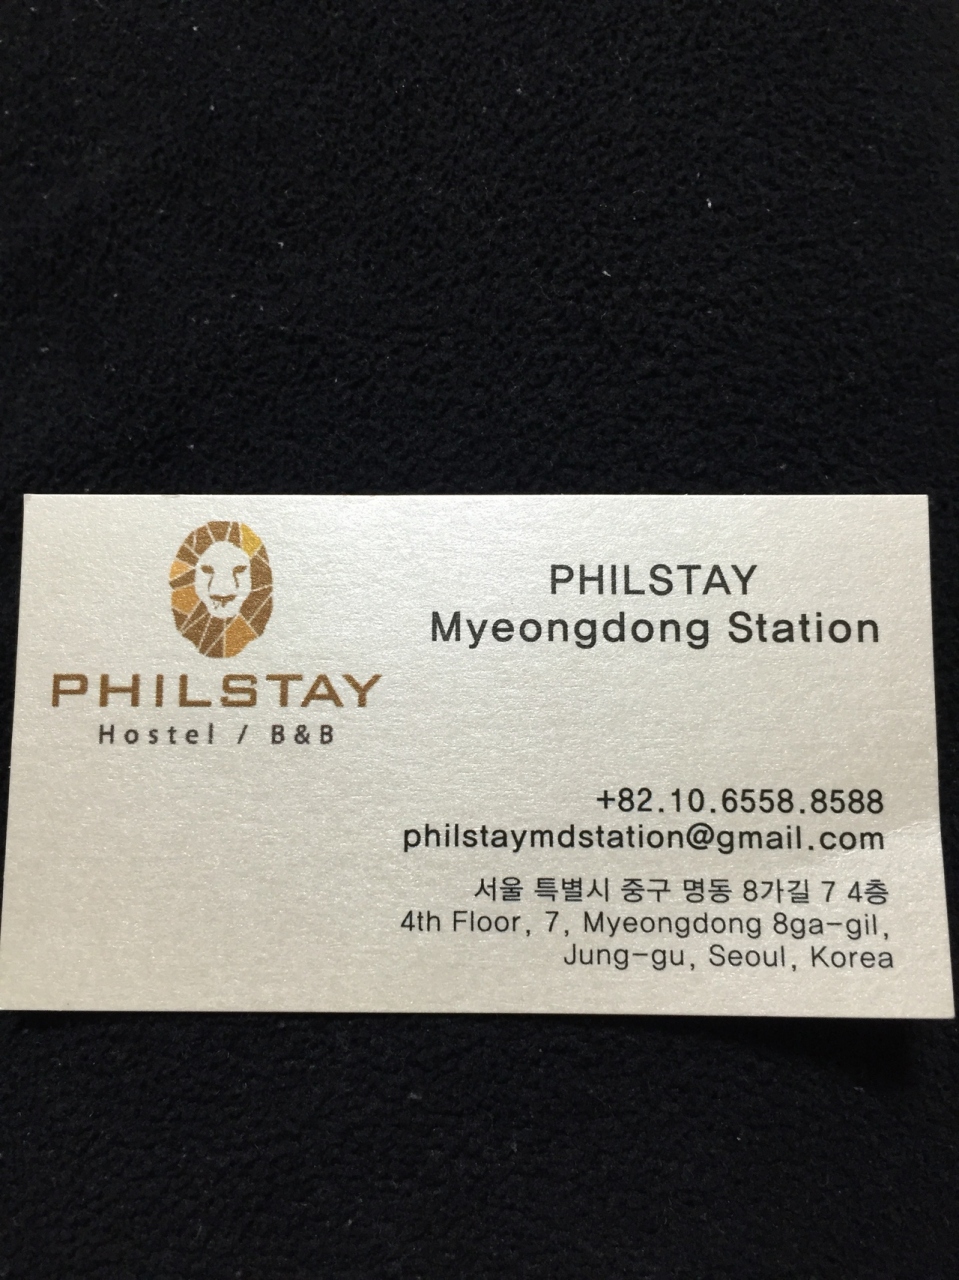 PHILSTAY
Hostel / B&B
PHILSTAY
Myeongdong Station
+82.10.6558.8588
philstaymdstation@gmail.com
서울 특별시 중구 명동 8가길 7 4층
4th Floor, 7, Myeongdong 8ga-gil,
Jung-gu, Seoul, Korea